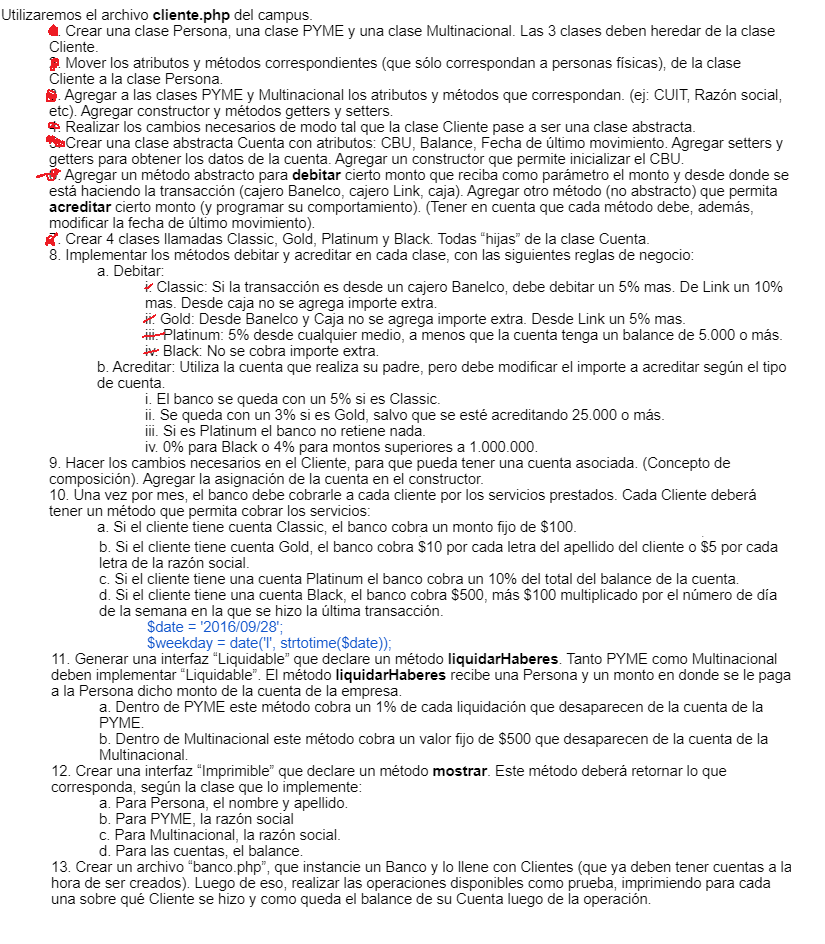 Utilizaremos el archivo cliente.php del campus.
. Crear una clase Persona, una clase PYME y una clase Multinacional. Las 3 clases deben heredar de la clase
Cliente.
. Mover los atributos y métodos correspondientes (que sólo correspondan a personas físicas), de la clase
Cliente a la clase Persona.
. Agregar a las clases PYME y Multinacional los atributos y métodos que correspondan. (ej: CUIT, Razón social,
etc). Agregar constructor y métodos getters y setters.
4. Realizar los cambios necesarios de modo tal que la clase Cliente pase a ser una clase abstracta.
Crear una clase abstracta Cuenta con atributos: CBU, Balance, Fecha de último movimiento. Agregar setters y
getters para obtener los datos de la cuenta. Agregar un constructor que permite inicializar el CBU.
. Agregar un método abstracto para debitar cierto monto que reciba como parámetro el monto y desde donde se
está haciendo la transacción (cajero Banelco, cajero Link, caja). Agregar otro método (no abstracto) que permita
acreditar cierto monto (y programar su comportamiento). (Tener en cuenta que cada método debe, además,
modificar la fecha de último movimiento).
7. Crear 4 clases llamadas Classic, Gold, Platinum y Black. Todas “hijas” de la clase Cuenta.
8. Implementar los métodos debitar y acreditar en cada clase, con las siguientes reglas de negocio:
a. Debitar:
i. Classic: Si la transacción es desde un cajero Banelco, debe debitar un 5% mas. De Link un 10%
mas. Desde caja no se agrega importe extra.
ii. Gold: Desde Banelco y Caja no se agrega importe extra. Desde Link un 5% mas.
iii. Platinum: 5% desde cualquier medio, a menos que la cuenta tenga un balance de 5.000 o más.
iv. Black: No se cobra importe extra.
b. Acreditar: Utiliza la cuenta que realiza su padre, pero debe modificar el importe a acreditar según el tipo
de cuenta.
i. El banco se queda con un 5% si es Classic.
ii. Se queda con un 3% si es Gold, salvo que se esté acreditando 25.000 o más.
iii. Si es Platinum el banco no retiene nada.
iv. 0% para Black o 4% para montos superiores a 1.000.000.
9. Hacer los cambios necesarios en el Cliente, para que pueda tener una cuenta asociada. (Concepto de
composición). Agregar la asignación de la cuenta en el constructor.
10. Una vez por mes, el banco debe cobrarle a cada cliente por los servicios prestados. Cada Cliente deberá
tener un método que permita cobrar los servicios:
a. Si el cliente tiene cuenta Classic, el banco cobra un monto fijo de $100.
b. Si el cliente tiene cuenta Gold, el banco cobra $10 por cada letra del apellido del cliente o $5 por cada
letra de la razón social.
c. Si el cliente tiene una cuenta Platinum el banco cobra un 10% del total del balance de la cuenta.
d. Si el cliente tiene una cuenta Black, el banco cobra $500, más $100 multiplicado por el número de día
de la semana en la que se hizo la última transacción.
$date = '2016/09/28';
$weekday = date('l', strtotime($date));
11. Generar una interfaz “Liquidable” que declare un método liquidarHaberes. Tanto PYME como Multinacional
deben implementar “Liquidable”. El método liquidarHaberes recibe una Persona y un monto en donde se le paga
a la Persona dicho monto de la cuenta de la empresa.
a. Dentro de PYME este método cobra un 1% de cada liquidación que desaparecen de la cuenta de la
PYME.
b. Dentro de Multinacional este método cobra un valor fijo de $500 que desaparecen de la cuenta de la
Multinacional.
12. Crear una interfaz “Imprimible” que declare un método mostrar. Este método deberá retornar lo que
corresponda, según la clase que lo implemente:
a. Para Persona, el nombre y apellido.
b. Para PYME, la razón social
c. Para Multinacional, la razón social.
d. Para las cuentas, el balance.
13. Crear un archivo “banco.php”, que instancie un Banco y lo llene con Clientes (que ya deben tener cuentas a la
hora de ser creados). Luego de eso, realizar las operaciones disponibles como prueba, imprimiendo para cada
una sobre qué Cliente se hizo y como queda el balance de su Cuenta luego de la operación.